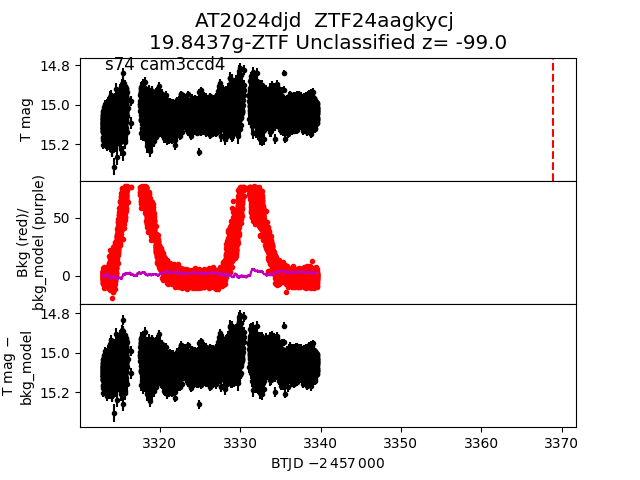 AT2024djd  ZTF24aagkycj
19.8437g-ZTF Unclassified z= -99.0
s74 cam3ccd4
14.8
15.0
15.2
T mag
50
0
Bkg (red)/
bkg_model (purple)
14.8
15.0
15.2
T mag −
bkg_model
3320
3330
3340
3350
3360
3370
BTJD −2 457 000